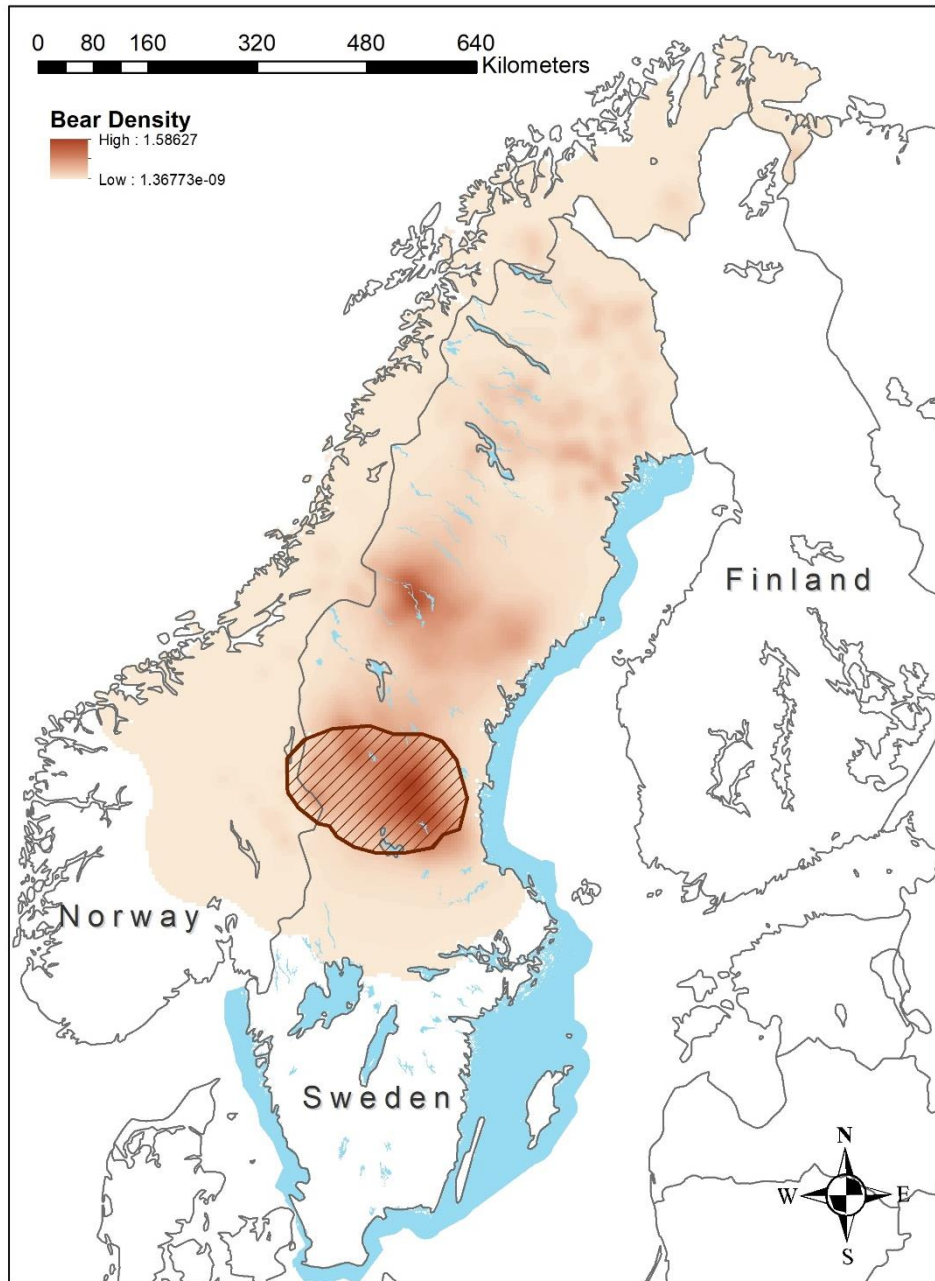 0 80 160 320 480 640
Kilometers
Bear Density
High : 1.58627
Low : 1.36773e-09
Finland
Norway
Sweden
N
W E
S